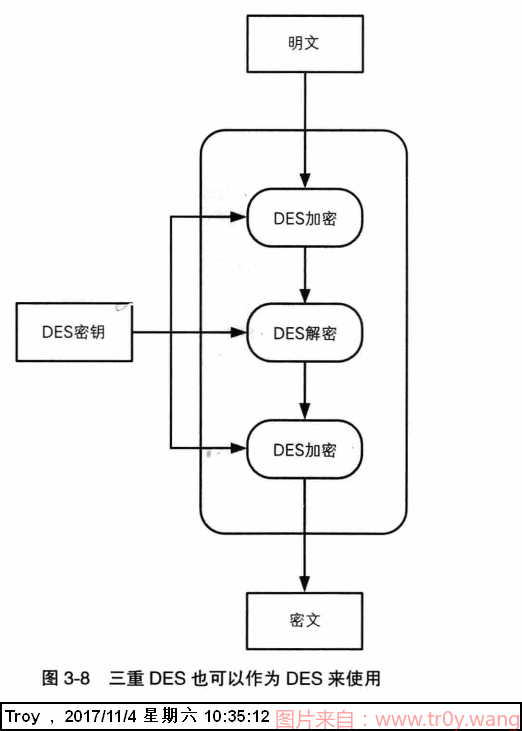 明文
DES加密
DES密钥
DES解密
DES加密
密文
图 3-8 三重 DES 也可以作为 DES 来使用
Troy , 2017/11/4 星期六 10:35:12
图片来自：www.tr0y.wang